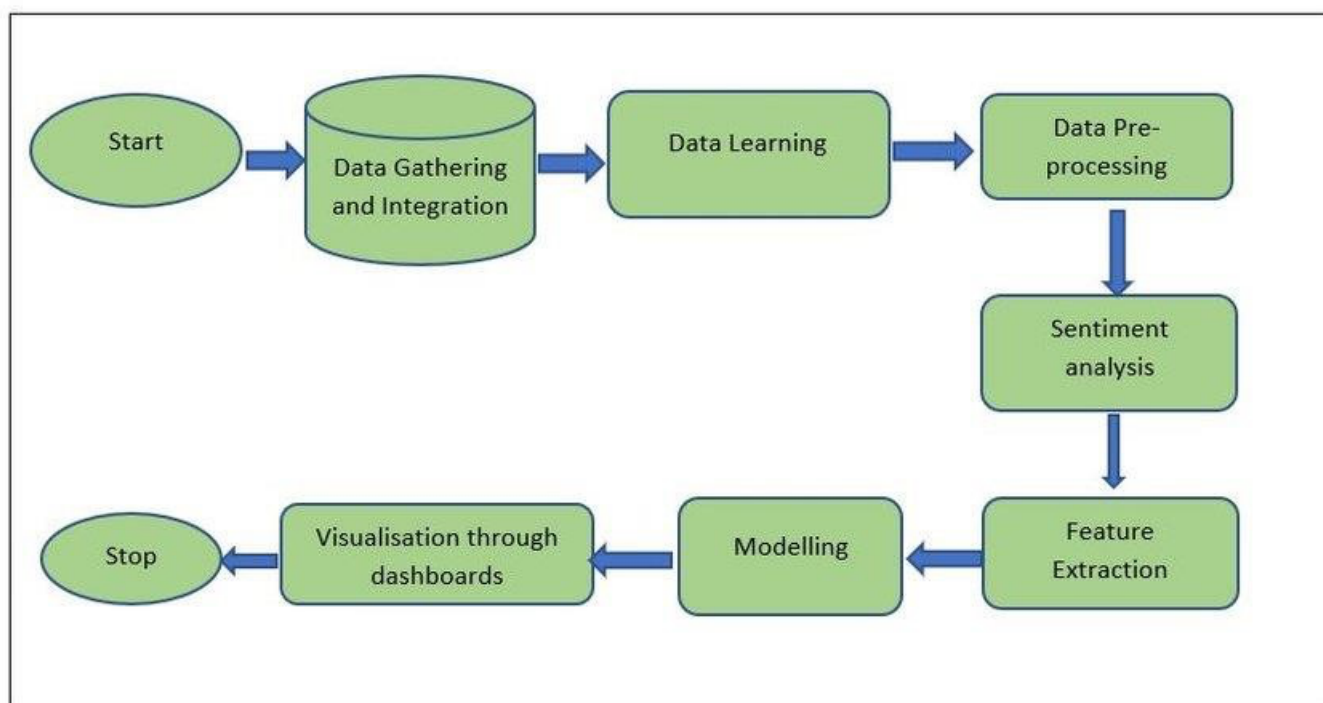 Start
Data Gathering
and Integration
Data Learning
Data Pre-
processing
Sentiment
analysis
Feature
Extraction
Modelling
Visualisation through
dashboards
Stop